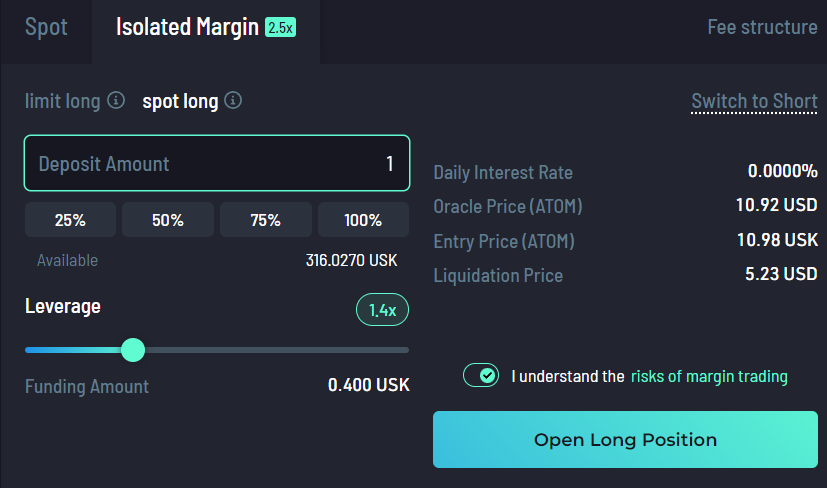 Spot
Isolated Margin 2.5x
Fee structure
limit long
spot long
Switch to Short
Deposit Amount 1
25% 50% 75% 100%
Available 316.0270 USK
Leverage 1.4x
Funding Amount 0.400 USK
Daily Interest Rate 0.0000%
Oracle Price (ATOM) 10.92 USD
Entry Price (ATOM) 10.98 USK
Liquidation Price 5.23 USD
I understand the risks of margin trading
Open Long Position